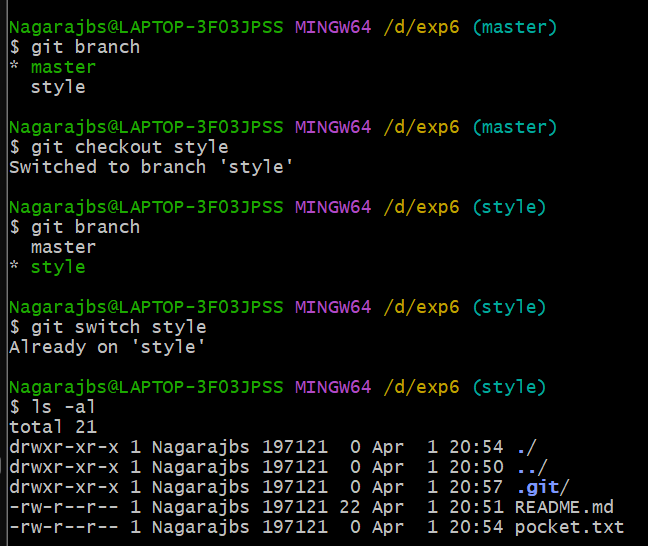 Nagarajbs@LAPTOP-3F03JPSS MINGW64 /d/exp6 (master)
$ git branch
* master
  style
Nagarajbs@LAPTOP-3F03JPSS MINGW64 /d/exp6 (master)
$ git checkout style
Switched to branch 'style'
Nagarajbs@LAPTOP-3F03JPSS MINGW64 /d/exp6 (style)
$ git branch
  master
* style
Nagarajbs@LAPTOP-3F03JPSS MINGW64 /d/exp6 (style)
$ git switch style
Already on 'style'
Nagarajbs@LAPTOP-3F03JPSS MINGW64 /d/exp6 (style)
$ ls -al
total 21
drwxr-xr-x 1 Nagarajbs 197121  0 Apr  1 20:54 ./
drwxr-xr-x 1 Nagarajbs 197121  0 Apr  1 20:50 ../
drwxr-xr-x 1 Nagarajbs 197121  0 Apr  1 20:57 .git/
-rw-r--r-- 1 Nagarajbs 197121 22 Apr  1 20:51 README.md
-rw-r--r-- 1 Nagarajbs 197121  0 Apr  1 20:54 pocket.txt